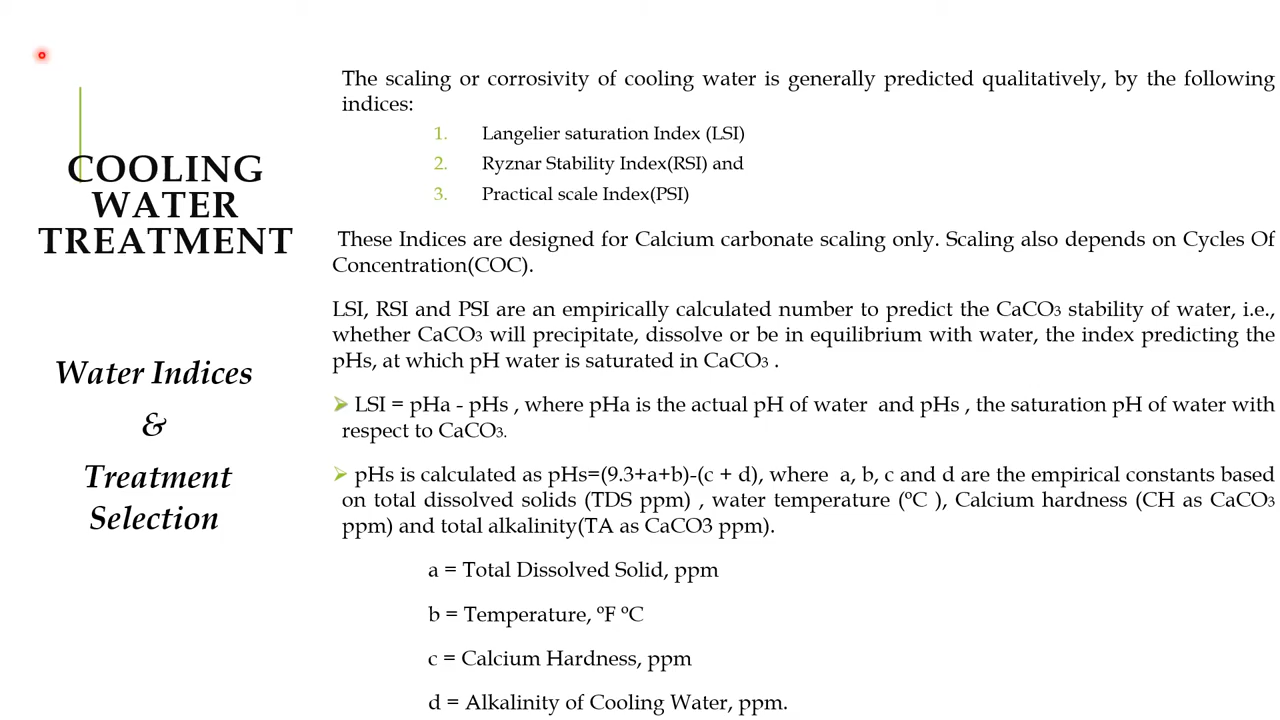 COOLING
WATER
TREATMENT
Water Indices
&
Treatment
Selection
The scaling or corrosivity of cooling water is generally predicted qualitatively, by the following
indices:
1. Langelier saturation Index (LSI)
2. Ryznar Stability Index(RSI) and
3. Practical scale Index(PSI)
These Indices are designed for Calcium carbonate scaling only. Scaling also depends on Cycles Of
Concentration(COC).
LSI, RSI and PSI are an empirically calculated number to predict the CaCO₃ stability of water, i.e.,
whether CaCO₃ will precipitate, dissolve or be in equilibrium with water, the index predicting the
pHs, at which pH water is saturated in CaCO₃ .
➢ LSI = pHa - pHs , where pHa is the actual pH of water and pHs , the saturation pH of water with
respect to CaCO₃.
➢ pHs is calculated as pHs=(9.3+a+b)-(c + d), where a, b, c and d are the empirical constants based
on total dissolved solids (TDS ppm) , water temperature (ºC ), Calcium hardness (CH as CaCO₃
ppm) and total alkalinity(TA as CaCO3 ppm).
a = Total Dissolved Solid, ppm
b = Temperature, ºF ºC
c = Calcium Hardness, ppm
d = Alkalinity of Cooling Water, ppm.